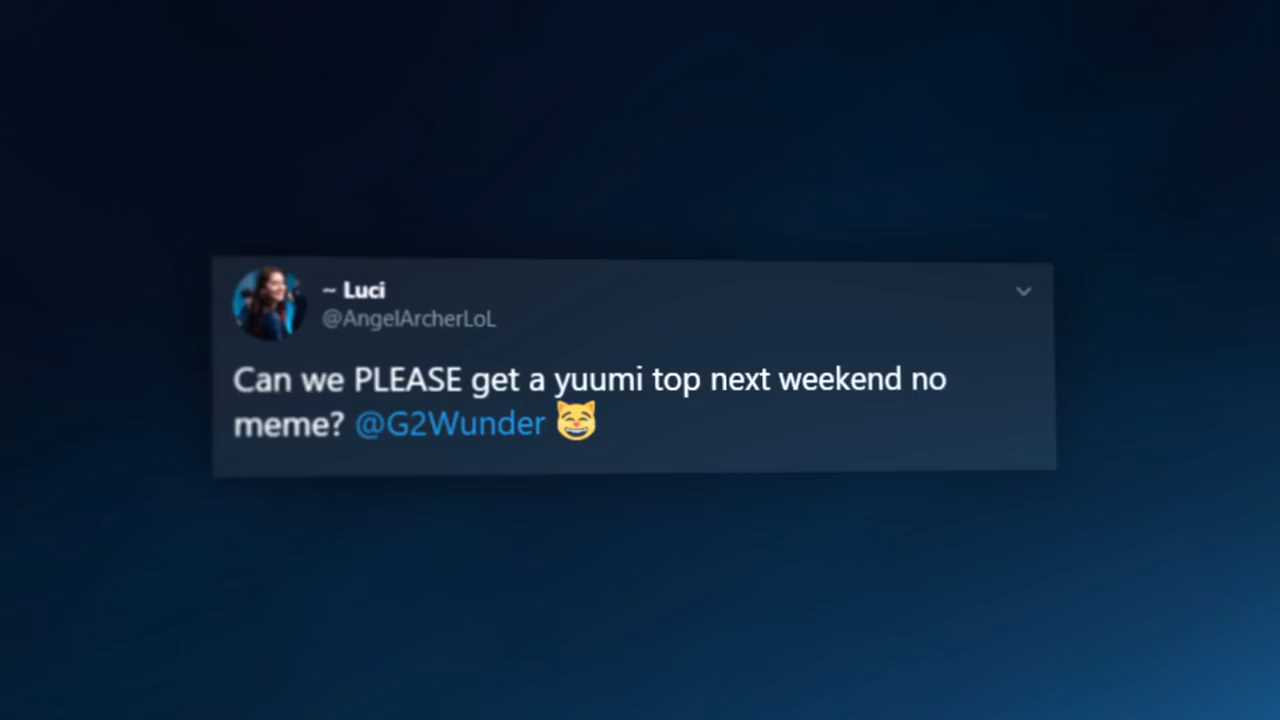 ~ Luci
@AngelArcherLoL
Can we PLEASE get a yuumi top next weekend no
meme? @G2Wunder 😸